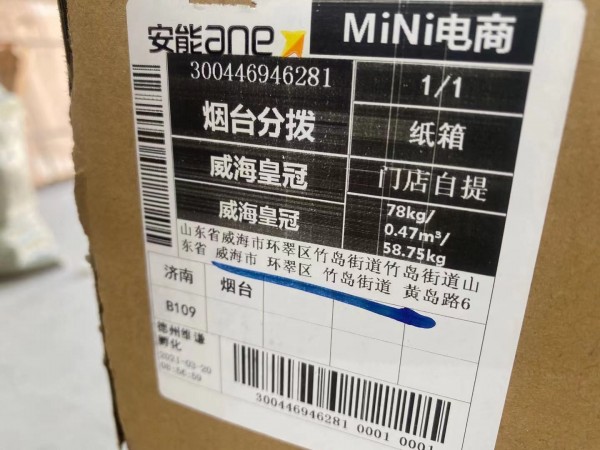 安能ane
MiNi电商
300446946281
1/1
烟台分拨
纸箱
威海皇冠
门店自提
威海皇冠
78kg/
0.47m³/
58.75kg
山东省威海市环翠区竹岛街道竹岛街道山
东省 威海市 环翠区 竹岛街道 黄岛路6
济南
烟台
B109
德州维谦
孵化
2021-03-20
300446946281 0001 0001